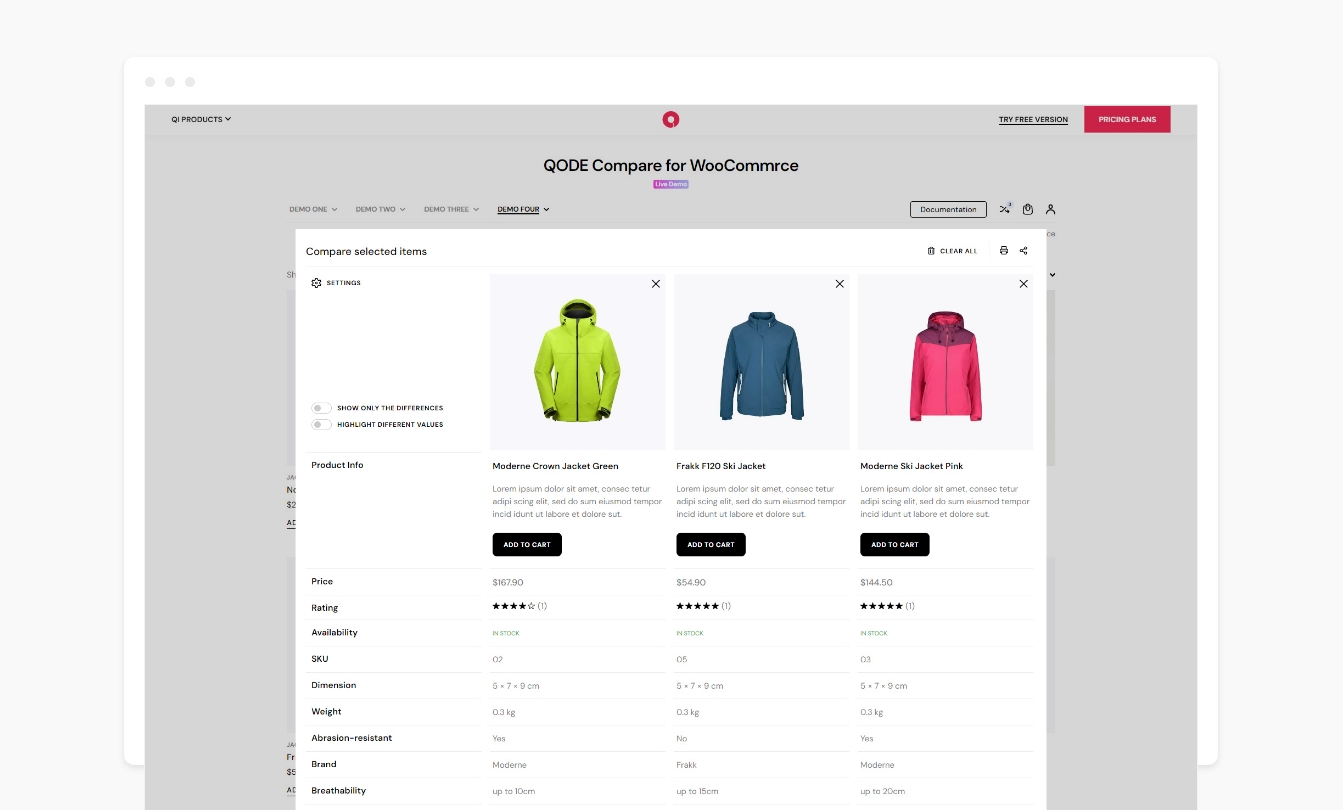 QI PRODUCTS
TRY FREE VERSION
PRICING PLANS
QODE Compare for WooCommrce
Live Demo
DEMO ONE
DEMO TWO
DEMO THREE
DEMO FOUR
Documentation
3
Compare selected items
CLEAR ALL
SETTINGS
SHOW ONLY THE DIFFERENCES
HIGHLIGHT DIFFERENT VALUES
Product Info
Moderne Crown Jacket Green
Lorem ipsum dolor sit amet, consec tetur
adipi scing elit, sed do sum eiusmod tempor
incid idunt ut labore et dolore sut.
ADD TO CART
Frakk F120 Ski Jacket
Lorem ipsum dolor sit amet, consec tetur
adipi scing elit, sed do sum eiusmod tempor
incid idunt ut labore et dolore sut.
ADD TO CART
Moderne Ski Jacket Pink
Lorem ipsum dolor sit amet, consec tetur
adipi scing elit, sed do sum eiusmod tempor
incid idunt ut labore et dolore sut.
ADD TO CART
Price $167.90 $54.90 $144.50
Rating ★★★★☆ (1) ★★★★★ (1) ★★★★★ (1)
Availability IN STOCK IN STOCK IN STOCK
SKU 02 05 03
Dimension 5 × 7 × 9 cm 5 × 7 × 9 cm 5 × 7 × 9 cm
Weight 0.3 kg 0.3 kg 0.3 kg
Abrasion-resistant Yes No Yes
Brand Moderne Frakk Moderne
Breathability up to 10cm up to 15cm up to 20cm